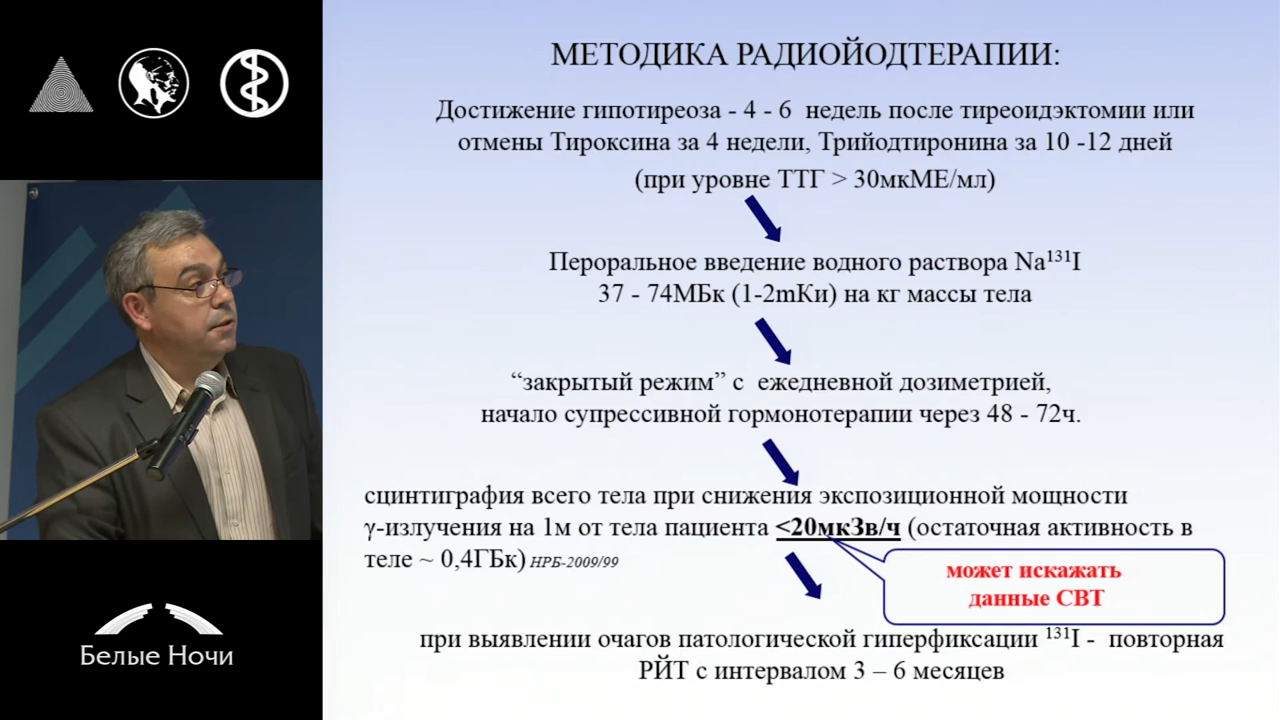 МЕТОДИКА РАДИОЙОДТЕРАПИИ:
Достижение гипотиреоза - 4 - 6 недель после тиреоидэктомии или
отмены Тироксина за 4 недели, Трийодтиронина за 10 -12 дней
(при уровне ТТГ > 30мкМЕ/мл)
Пероральное введение водного раствора Na¹³¹I
37 - 74МБк (1-2mKи) на кг массы тела
“закрытый режим” с ежедневной дозиметрией,
начало супрессивной гормонотерапии через 48 - 72ч.
сцинтиграфия всего тела при снижения экспозиционной мощности
γ-излучения на 1м от тела пациента <20мкЗв/ч (остаточная активность в
теле ~ 0,4ГБк) НРБ-2009/99
может искажать
данные СВТ
при выявлении очагов патологической гиперфиксации ¹³¹I - повторная
РЙТ с интервалом 3 – 6 месяцев
Белые Ночи